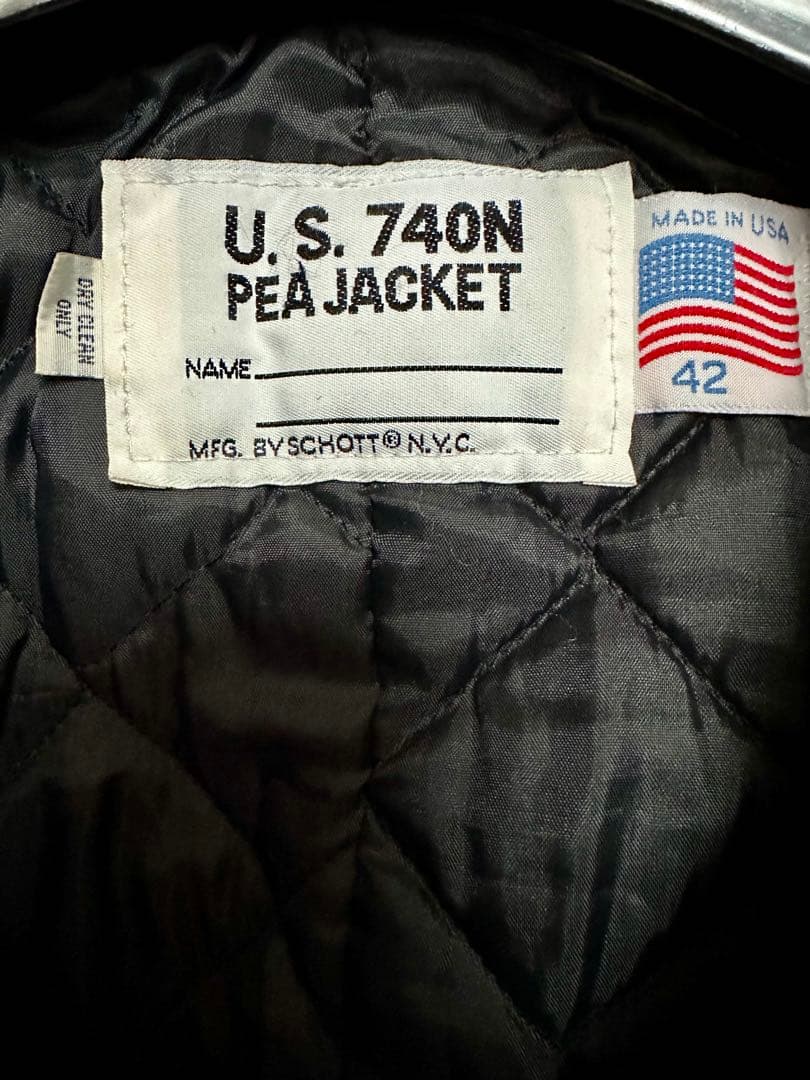 U. S. 740N
PEA JACKET
NAME
MFG. BY SCHOTT® N.Y.C.
DRY CLEAN
ONLY
MADE IN USA
42